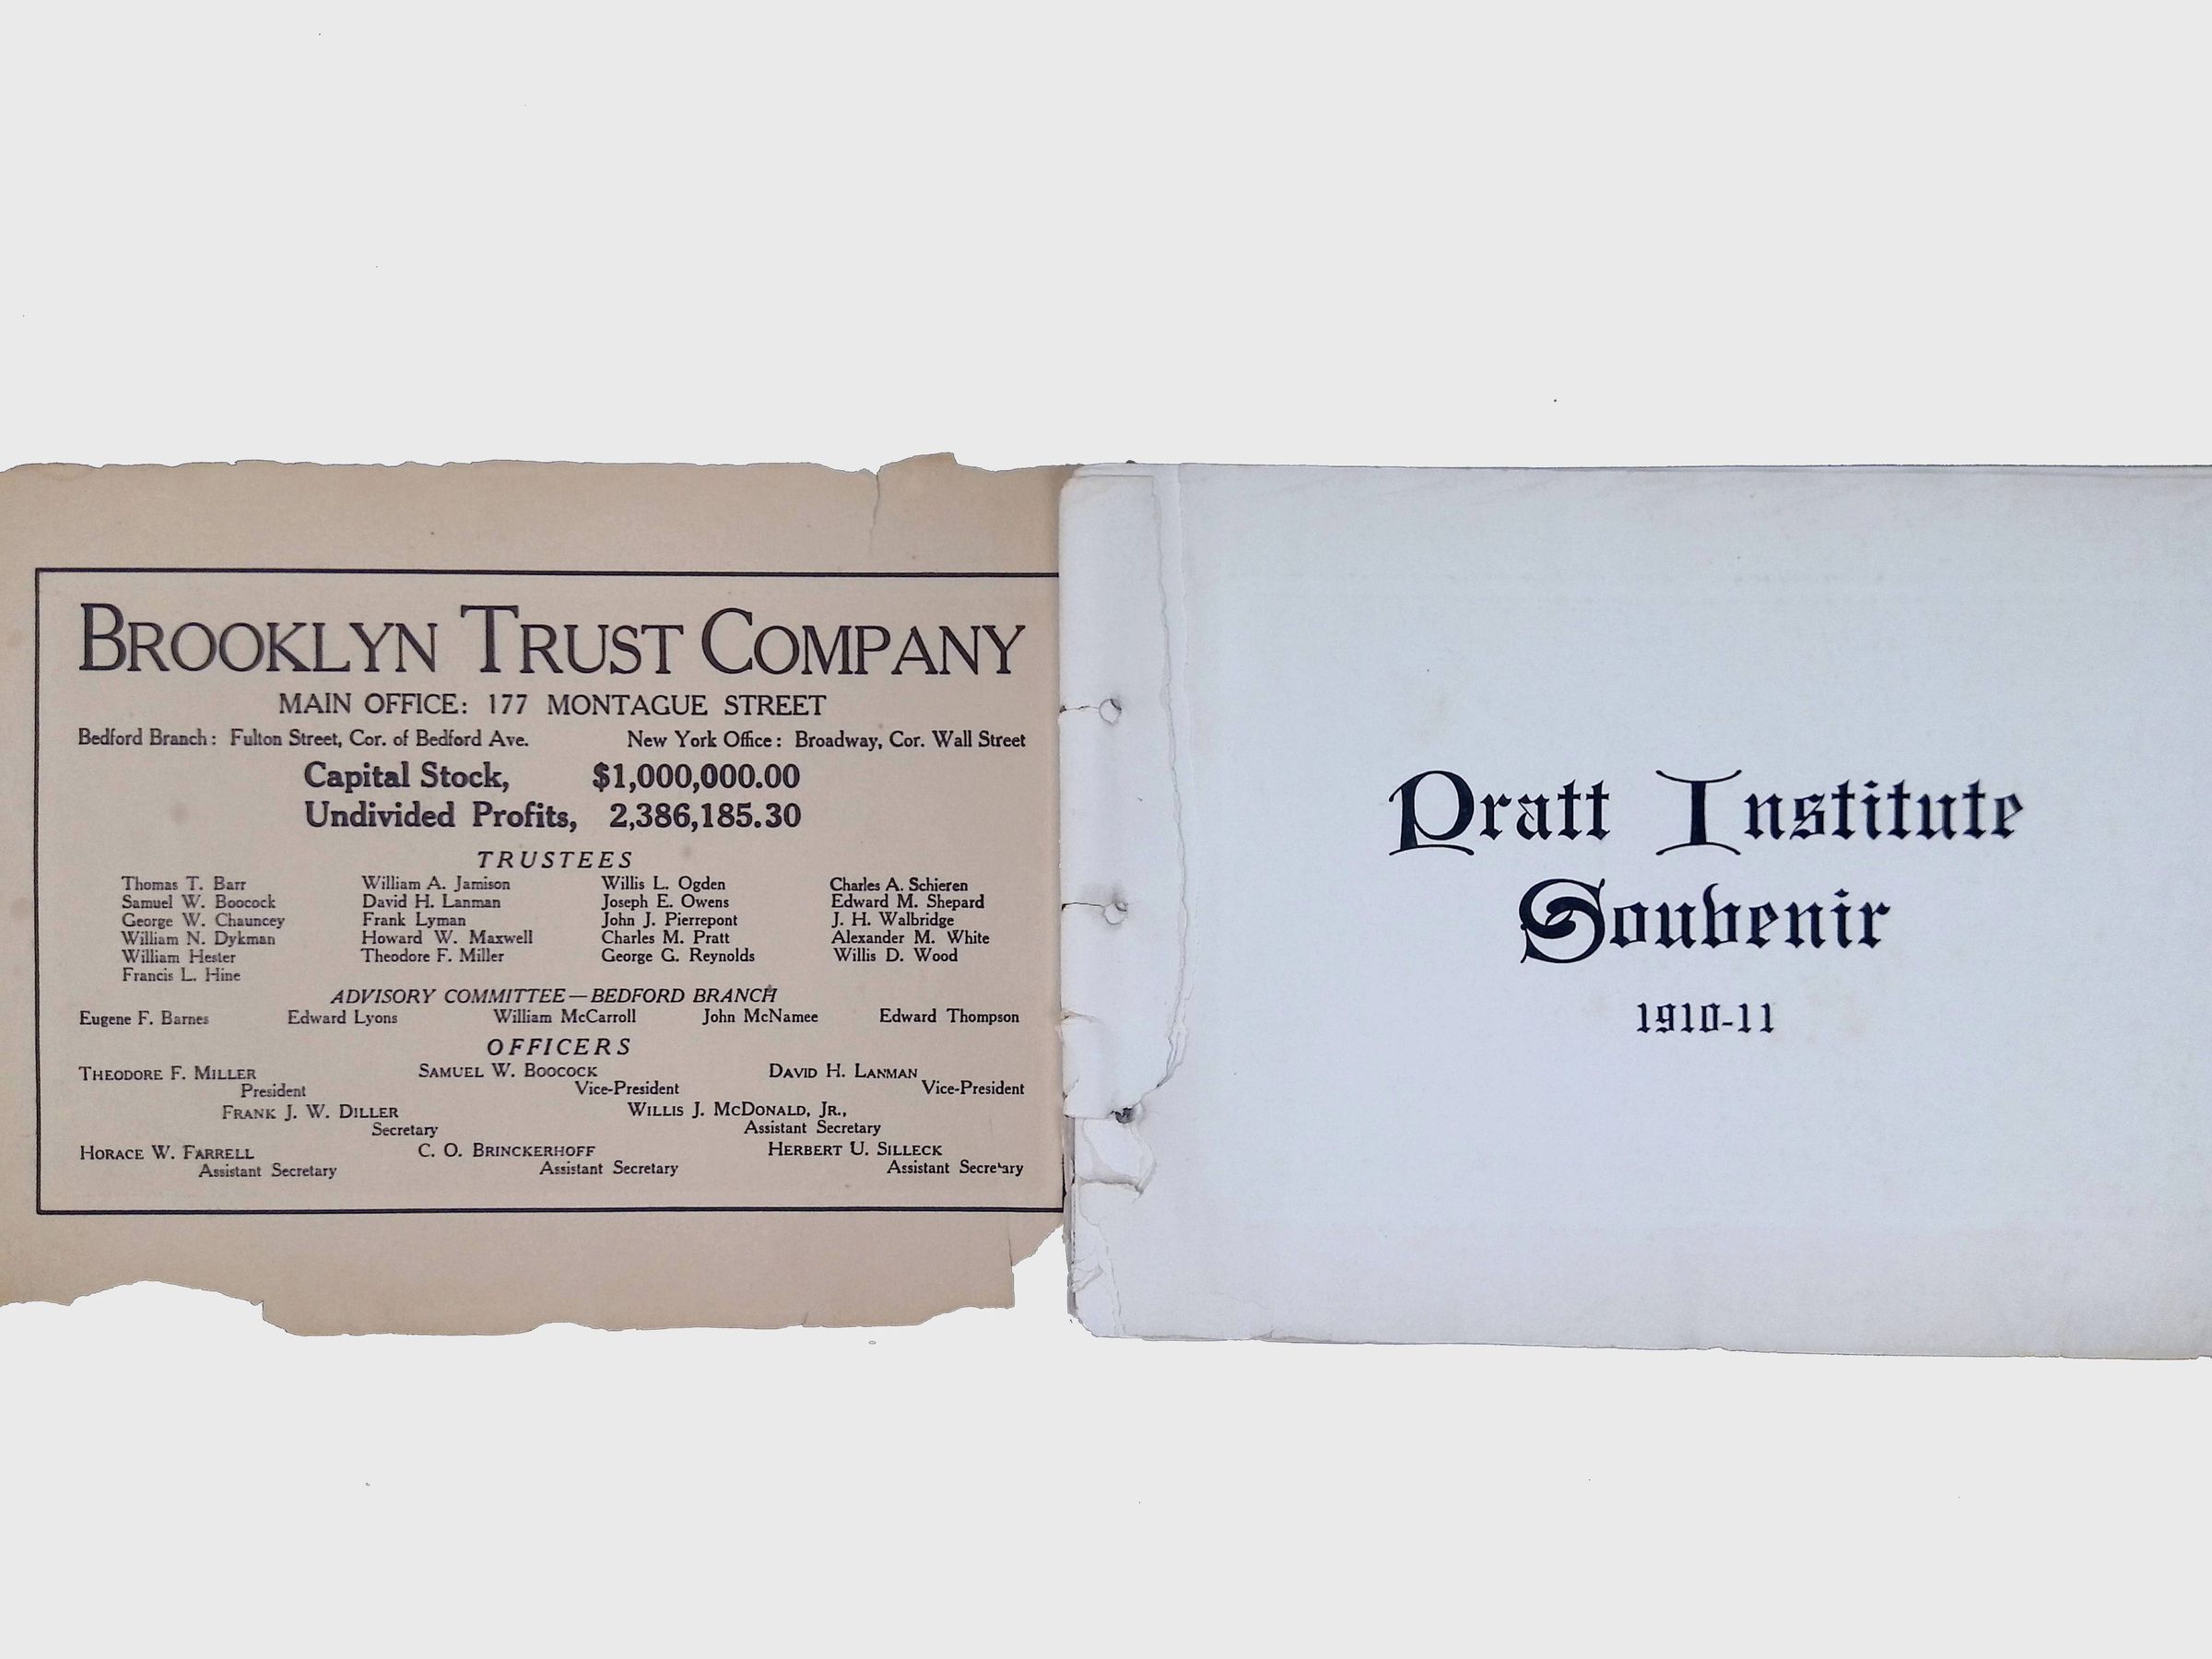 BROOKLYN TRUST COMPANY
MAIN OFFICE: 177 MONTAGUE STREET
Bedford Branch: Fulton Street, Cor. of Bedford Ave. New York Office: Broadway, Cor. Wall Street
Capital Stock, $1,000,000.00
Undivided Profits, 2,386,185.30
TRUSTEES
Thomas T. Barr William A. Jamison Willis L. Ogden Charles A. Schieren
Samuel W. Boocock David H. Lanman Joseph E. Owens Edward M. Shepard
George W. Chauncey Frank Lyman John J. Pierrepont J. H. Walbridge
William N. Dykman Howard W. Maxwell Charles M. Pratt Alexander M. White
William Hester Theodore F. Miller George G. Reynolds Willis D. Wood
Francis L. Hine
ADVISORY COMMITTEE—BEDFORD BRANCH
Eugene F. Barnes Edward Lyons William McCarroll John McNamee Edward Thompson
OFFICERS
THEODORE F. MILLER SAMUEL W. BOOCOCK DAVID H. LANMAN
President Vice-President Vice-President
FRANK J. W. DILLER WILLIS J. McDONALD, JR.,
Secretary Assistant Secretary
HORACE W. FARRELL C. O. BRINCKERHOFF HERBERT U. SILLECK
Assistant Secretary Assistant Secretary Assistant Secretary
Pratt Institute
Souvenir
1910-11